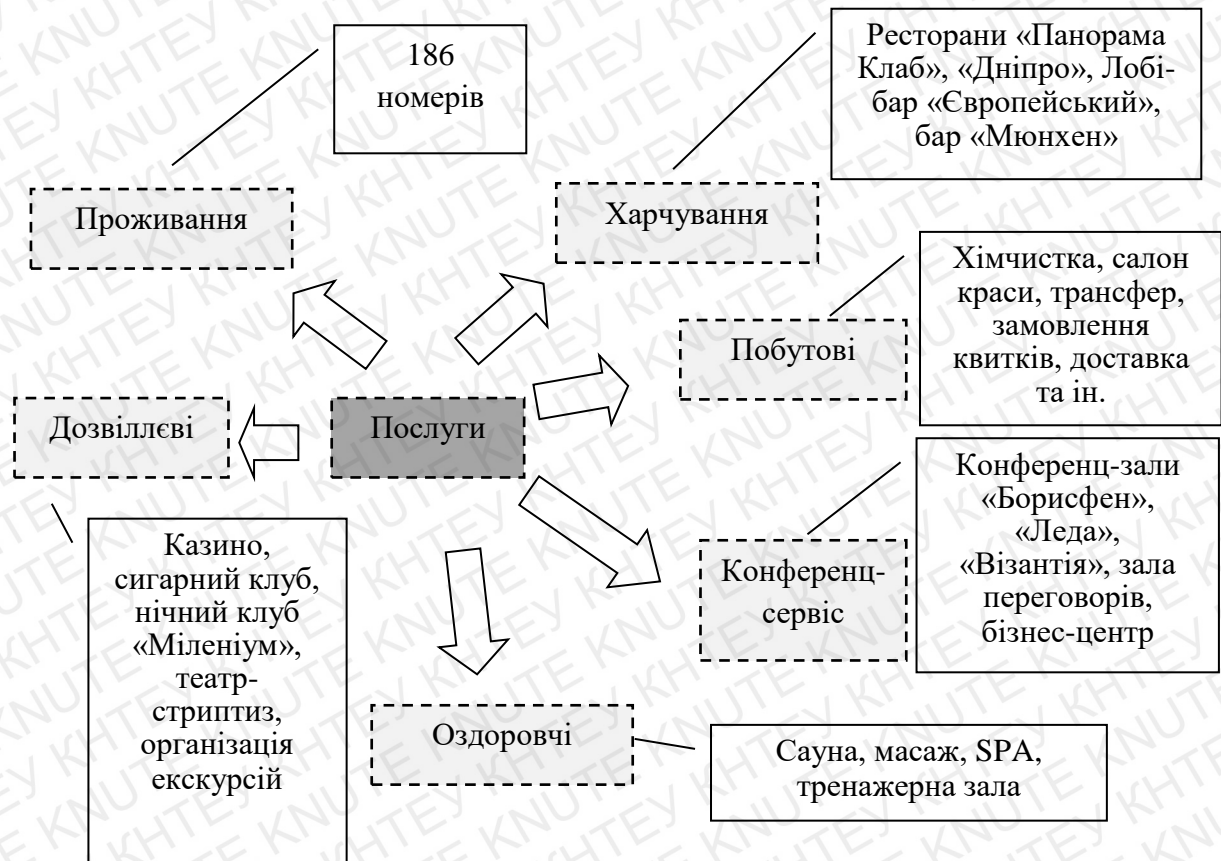 186
номерів
Ресторани «Панорама
Клаб», «Дніпро», Лобі-
бар «Європейський»,
бар «Мюнхен»
Проживання
Харчування
Хімчистка, салон
краси, трансфер,
замовлення
квитків, доставка
та ін.
Побутові
Дозвіллєві
Послуги
Конференц-зали
«Борисфен»,
«Леда»,
«Візантія», зала
переговорів,
бізнес-центр
Конференц-
сервіс
Казино,
сигарний клуб,
нічний клуб
«Міленіум»,
театр-
стриптиз,
організація
екскурсій
Оздоровчі
Сауна, масаж, SPA,
тренажерна зала